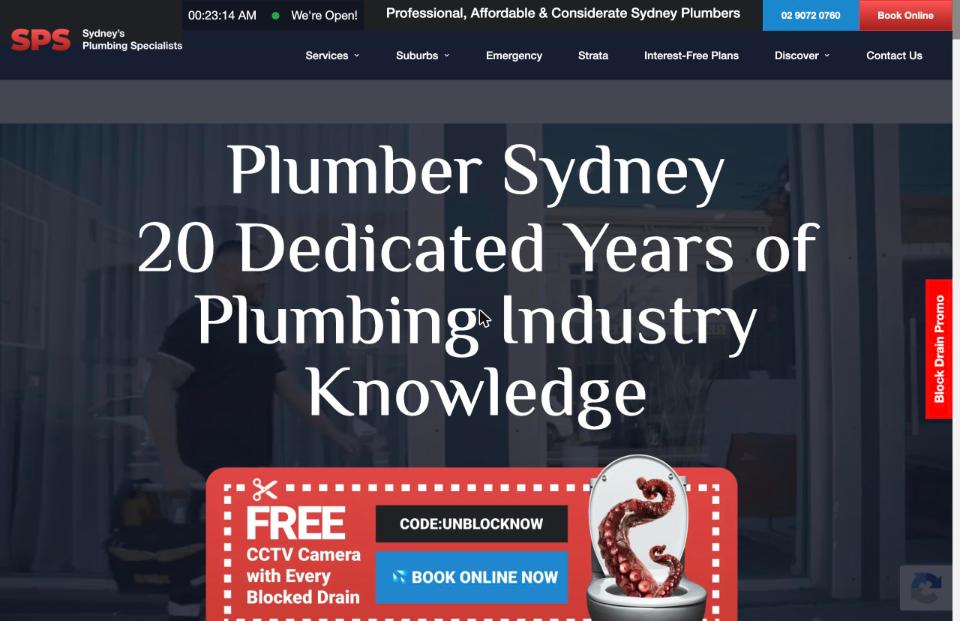 00:23:14 AM
We're Open!
Professional, Affordable & Considerate Sydney Plumbers
02 9072 0760
Book Online
SPS
Sydney's
Plumbing Specialists
Services
Suburbs
Emergency
Strata
Interest-Free Plans
Discover
Contact Us
Plumber Sydney
20 Dedicated Years of
Plumbing Industry
Knowledge
Block Drain Promo
FREE
CCTV Camera
with Every
Blocked Drain
CODE:UNBLOCKNOW
BOOK ONLINE NOW